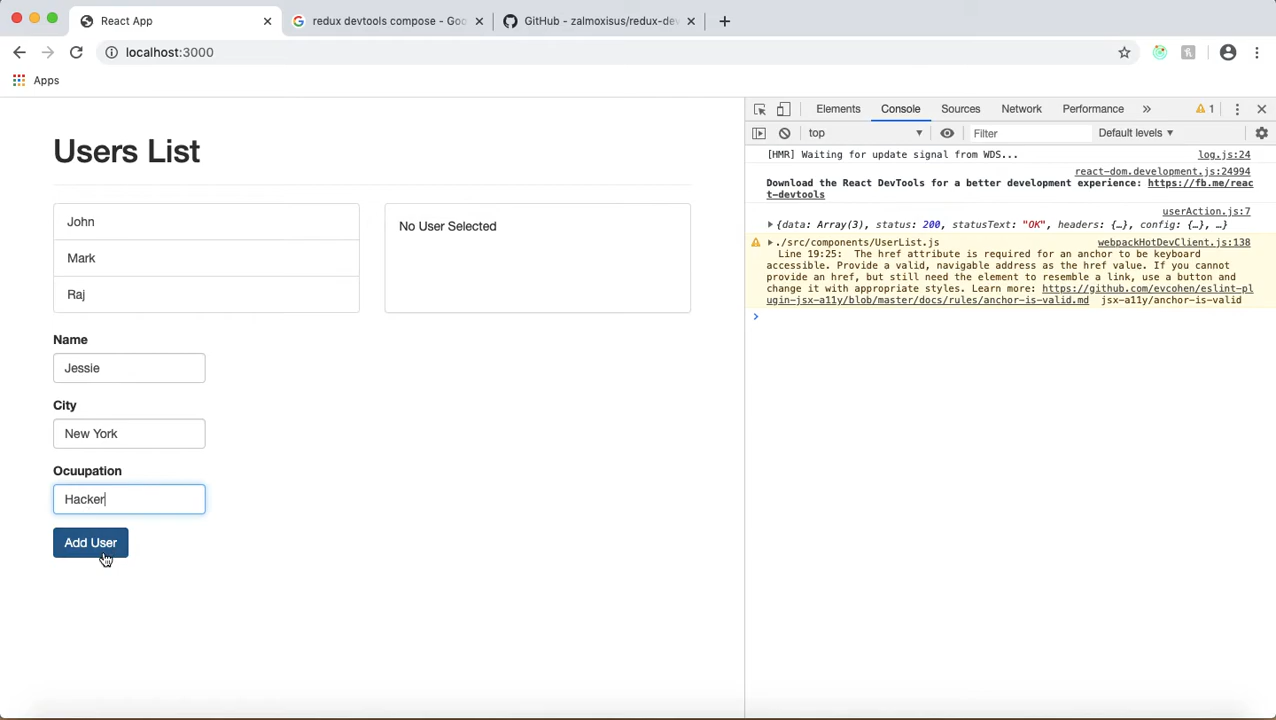 React App
redux devtools compose - Goo
GitHub - zalmoxisus/redux-dev
localhost:3000
Apps
Users List
John
Mark
Raj
No User Selected
Name
Jessie
City
New York
Ocuupation
Hacker
Add User
Elements Console Sources Network Performance » 1
top Filter Default levels
[HMR] Waiting for update signal from WDS... log.js:24
react-dom.development.js:24994
Download the React DevTools for a better development experience: https://fb.me/reac
t-devtools
userAction.js:7
{data: Array(3), status: 200, statusText: "OK", headers: {…}, config: {…}, …}
./src/components/UserList.js webpackHotDevClient.js:138
Line 19:25: The href attribute is required for an anchor to be keyboard
accessible. Provide a valid, navigable address as the href value. If you cannot
provide an href, but still need the element to resemble a link, use a button and
change it with appropriate styles. Learn more: https://github.com/evcohen/eslint-pl
ugin-jsx-a11y/blob/master/docs/rules/anchor-is-valid.md jsx-a11y/anchor-is-valid